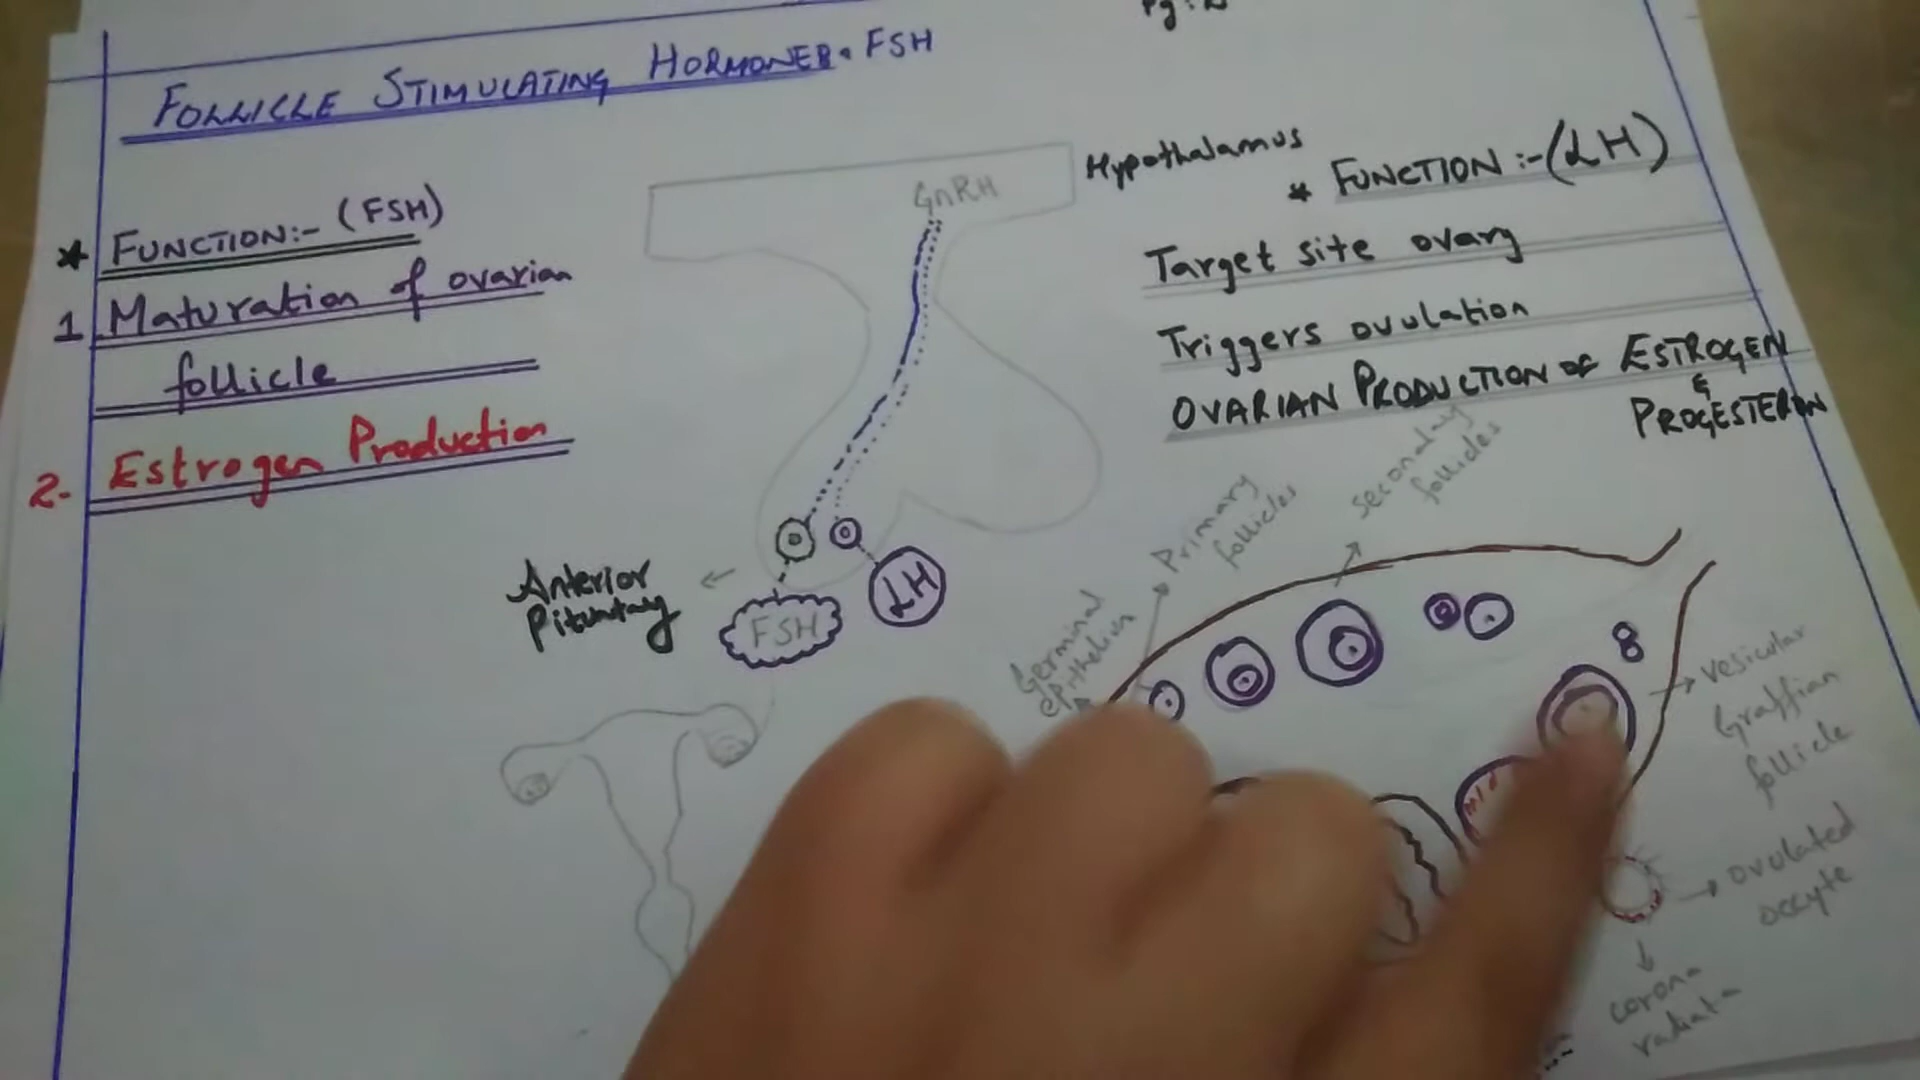 FOLLICLE STIMULATING HORMONES. FSH
* FUNCTION:- (FSH)
1 Maturation of ovarian
follicle
2- Estrogen Production
GnRH
Hypothalamus
Anterior
Pituitary
FSH
LH
* FUNCTION:-(LH)
Target site ovary
Triggers ovulation
OVARIAN PRODUCTION OF ESTROGEN
&
PROGESTERON
Germinal
epithelium
Primary
follicles
secondary
follicles
8
vesicular
Graffian
follicle
ovulated
occyte
corona
radiata